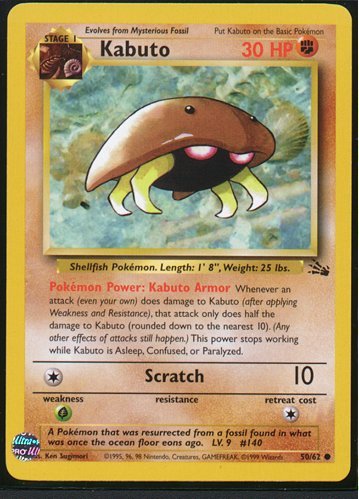 Evolves from Mysterious Fossil
Put Kabuto on the Basic Pokémon
STAGE 1
Kabuto
30 HP
Shellfish Pokémon. Length: 1' 8", Weight: 25 lbs.
Pokémon Power: Kabuto Armor Whenever an
attack (even your own) does damage to Kabuto (after applying
Weakness and Resistance), that attack only does half the
damage to Kabuto (rounded down to the nearest 10). (Any
other effects of attacks still happen.) This power stops working
while Kabuto is Asleep, Confused, or Paralyzed.
Scratch 10
weakness
resistance
retreat cost
A Pokémon that was resurrected from a fossil found in what
was once the ocean floor eons ago. LV. 9 #140
Ultra
PRO
Ken Sugimori
©1995, 96, 98 Nintendo, Creatures, GAMEFREAK. ©1999 Wizards.
50/62